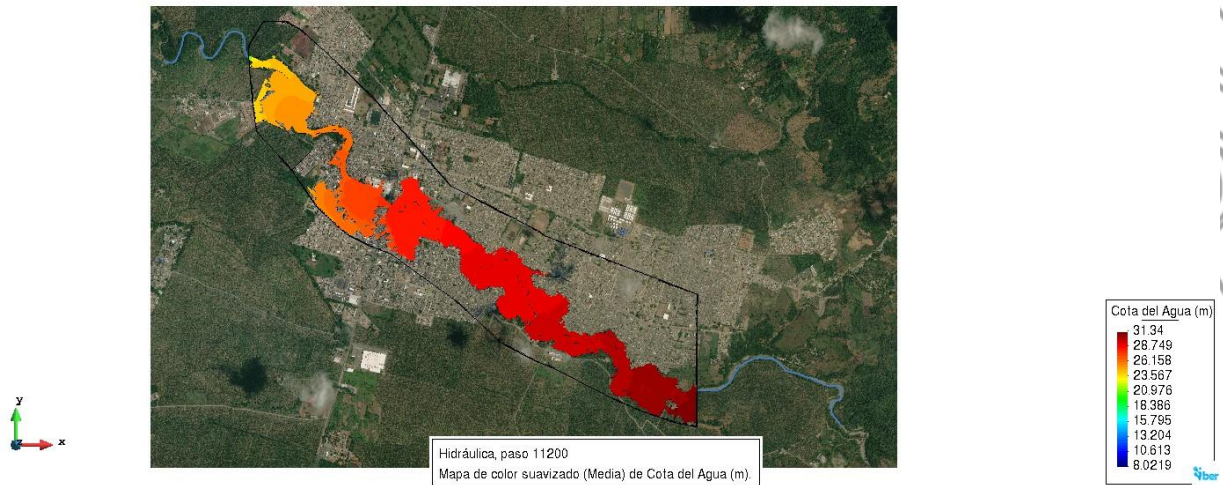 Cota del Agua (m)
31.34
28.749
26.158
23.567
20.976
18.386
15.795
13.204
10.613
8.0219
y
z
x
Hidráulica, paso 11200
Mapa de color suavizado (Media) de Cota del Agua (m).
iber